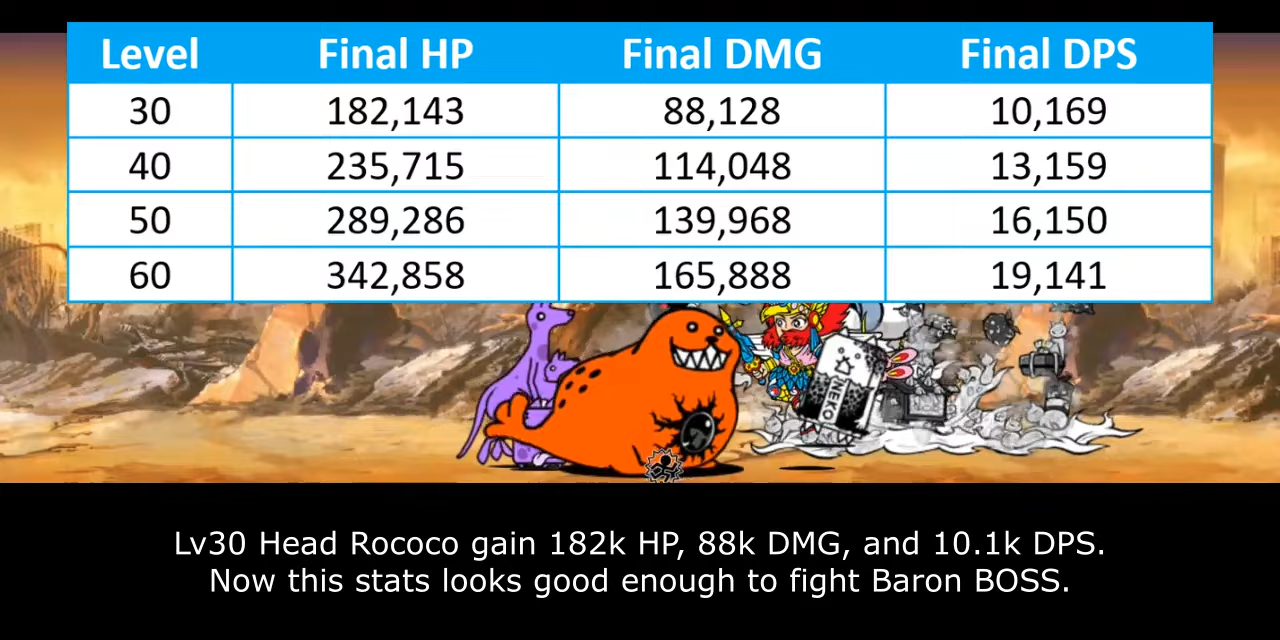 Level Final HP Final DMG Final DPS
30 182,143 88,128 10,169
40 235,715 114,048 13,159
50 289,286 139,968 16,150
60 342,858 165,888 19,141
INEKO
Lv30 Head Rococo gain 182k HP, 88k DMG, and 10.1k DPS.
Now this stats looks good enough to fight Baron BOSS.